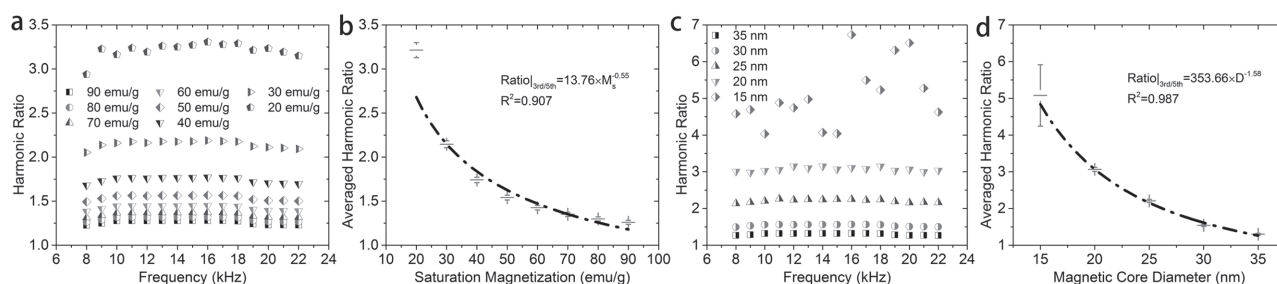 a
Harmonic Ratio
3.5
3.0
2.5
2.0
1.5
1.0
90 emu/g
60 emu/g
30 emu/g
80 emu/g
50 emu/g
20 emu/g
70 emu/g
40 emu/g
6 8 10 12 14 16 18 20 22 24
Frequency (kHz)
b
Averaged Harmonic Ratio
3.5
3.0
2.5
2.0
1.5
1.0
Ratio|3rd/5th=13.76×Ms-0.55
R2=0.907
10 20 30 40 50 60 70 80 90 100
Saturation Magnetization (emu/g)
c
Harmonic Ratio
7
6
5
4
3
2
1
35 nm
30 nm
25 nm
20 nm
15 nm
6 8 10 12 14 16 18 20 22 24
Frequency (kHz)
d
Averaged Harmonic Ratio
7
6
5
4
3
2
1
Ratio|3rd/5th=353.66×D-1.58
R2=0.987
15 20 25 30 35
Magnetic Core Diameter (nm)